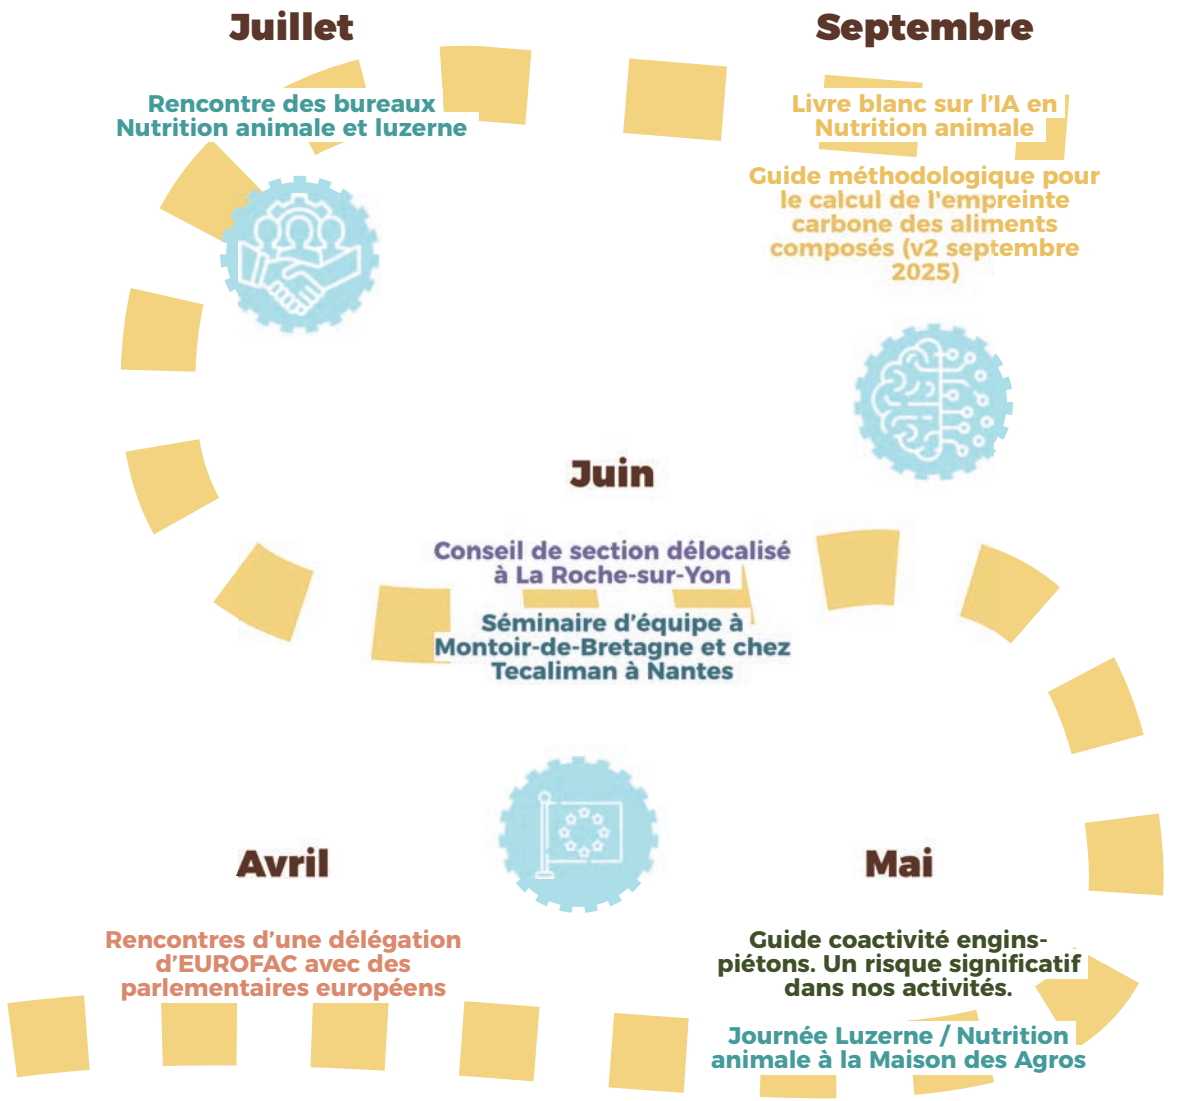 Juillet
Rencontre des bureaux
Nutrition animale et luzerne
Septembre
Livre blanc sur l'IA en
Nutrition animale
Guide méthodologique pour
le calcul de l'empreinte
carbone des aliments
composés (v2 septembre
2025)
Juin
Conseil de section délocalisé
à La Roche-sur-Yon
Séminaire d'équipe à
Montoir-de-Bretagne et chez
Tecaliman à Nantes
Avril
Rencontres d'une délégation
d'EUROFAC avec des
parlementaires européens
Mai
Guide coactivité engins-
piétons. Un risque significatif
dans nos activités.
Journée Luzerne / Nutrition
animale à la Maison des Agros